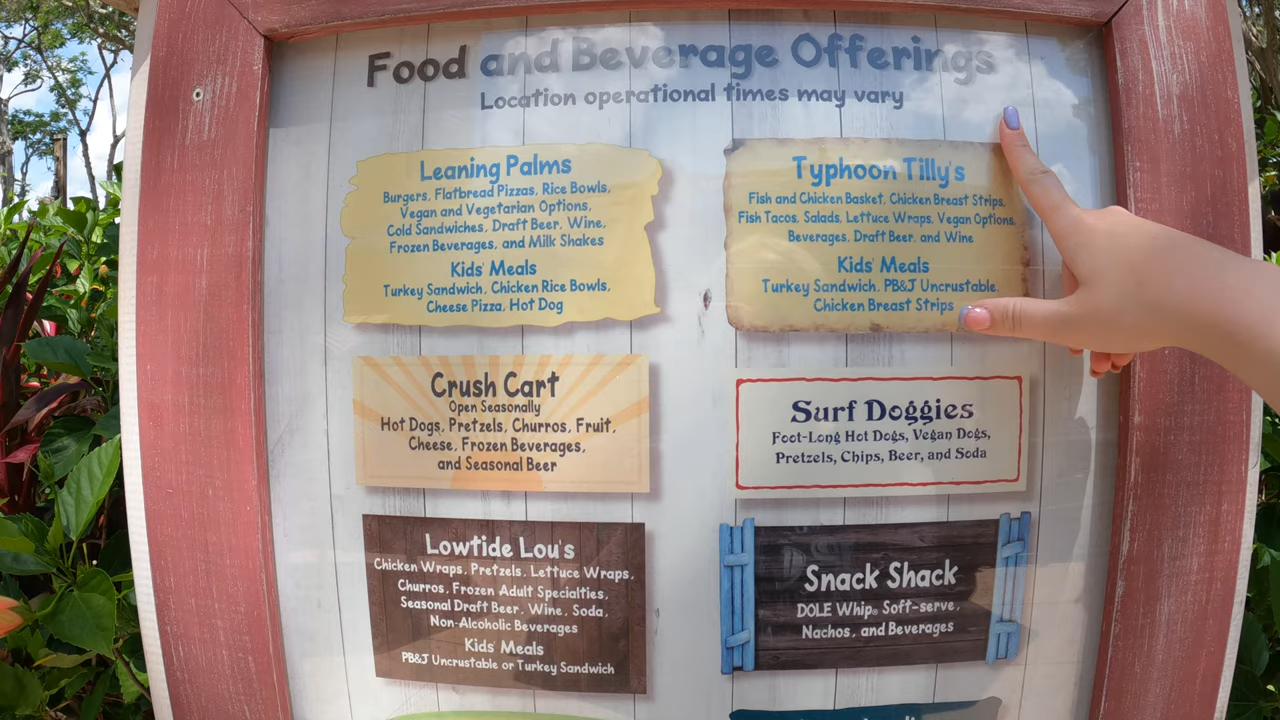 Food and Beverage Offerings
Location operational times may vary
Leaning Palms
Burgers, Flatbread Pizzas, Rice Bowls,
Vegan and Vegetarian Options,
Cold Sandwiches, Draft Beer, Wine,
Frozen Beverages, and Milk Shakes
Kids' Meals
Turkey Sandwich, Chicken Rice Bowls,
Cheese Pizza, Hot Dog
Typhoon Tilly's
Fish and Chicken Basket, Chicken Breast Strips,
Fish Tacos, Salads, Lettuce Wraps, Vegan Options,
Beverages, Draft Beer, and Wine
Kids' Meals
Turkey Sandwich, PB&J Uncrustable,
Chicken Breast Strips
Crush Cart
Open Seasonally
Hot Dogs, Pretzels, Churros, Fruit,
Cheese, Frozen Beverages,
and Seasonal Beer
Surf Doggies
Foot-Long Hot Dogs, Vegan Dogs,
Pretzels, Chips, Beer, and Soda
Lowtide Lou's
Chicken Wraps, Pretzels, Lettuce Wraps,
Churros, Frozen Adult Specialties,
Seasonal Draft Beer, Wine, Soda,
Non-Alcoholic Beverages
Kids' Meals
PB&J Uncrustable or Turkey Sandwich
Snack Shack
DOLE Whip® Soft-serve,
Nachos, and Beverages